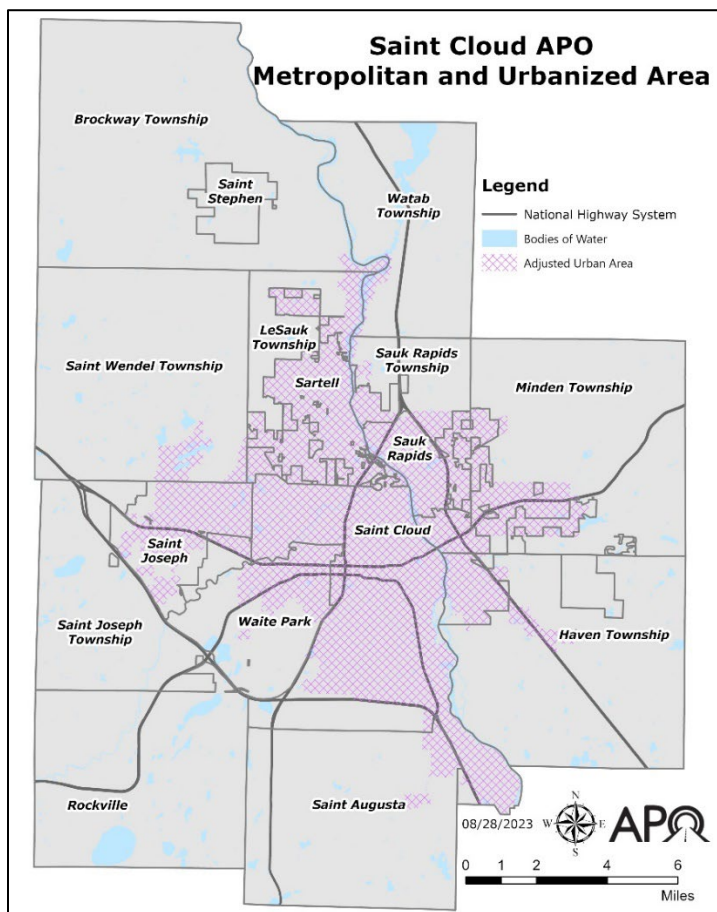 Saint Cloud APO
Metropolitan and Urbanized Area
Brockway Township
Saint
Stephen
Watab
Township
Legend
National Highway System
Bodies of Water
Adjusted Urban Area
LeSauk
Township
Saint Wendel Township
Sartell
Sauk Rapids
Township
Minden Township
Sauk
Rapids
Saint Cloud
Saint
Joseph
Saint Joseph
Township
Waite Park
Haven Township
Rockville
Saint Augusta
08/28/2023
N
W
E
S
APO
0 1 2 4 6
Miles